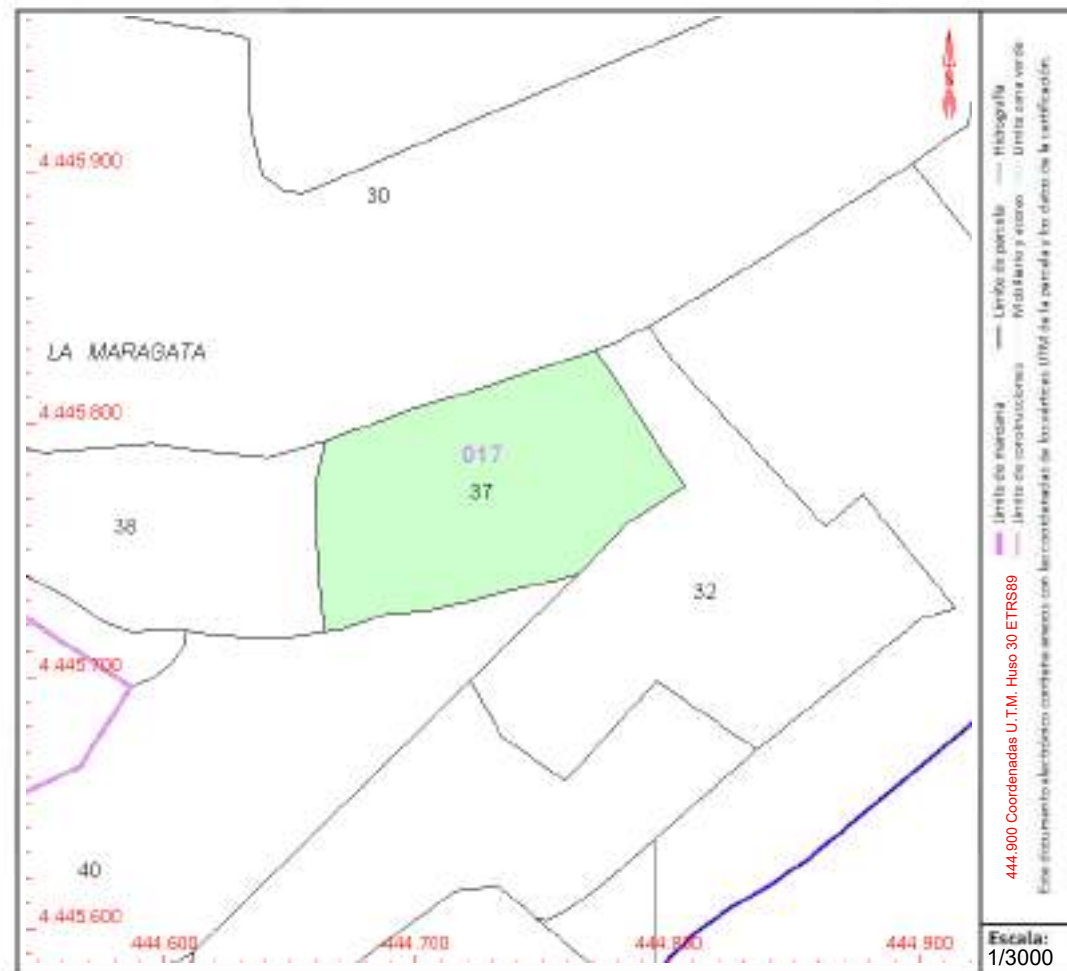 4.445.900
30
LA MARAGATA
4.445.800
017
37
38
32
4.445.700
40
4.445.600
444.600
444.700
444.800
444.900
Límite de manzana
Límite de parcela
Hidrografía
Límite de construcciones
Mobiliario y aceras
Límite zona verde
444.900 Coordenadas U.T.M. Huso 30 ETRS89
Este documento electrónico contiene anexos con las coordenadas de los vértices UTM de la parcela y los datos de la certificación.
Escala:
1/3000